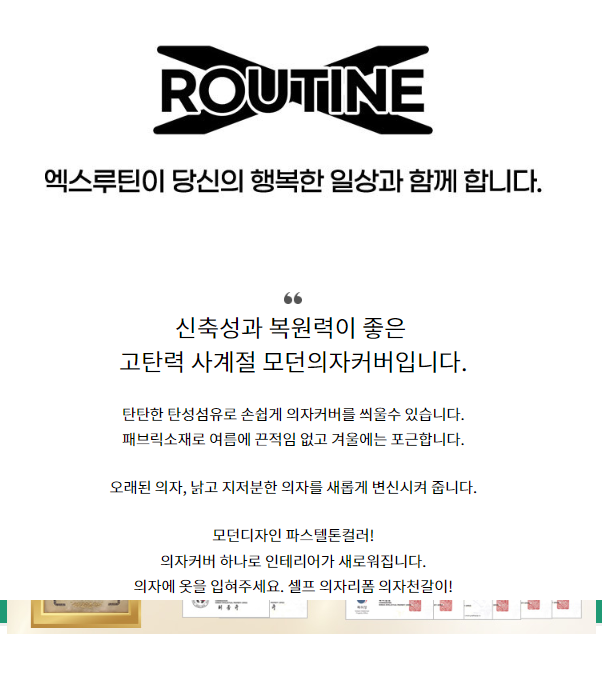 ROUTINE
엑스루틴이 당신의 행복한 일상과 함께 합니다.
“
신축성과 복원력이 좋은
고탄력 사계절 모던의자커버입니다.
탄탄한 탄성섬유로 손쉽게 의자커버를 씌울수 있습니다.
패브릭소재로 여름에 끈적임 없고 겨울에는 포근합니다.
오래된 의자, 낡고 지저분한 의자를 새롭게 변신시켜 줍니다.
모던디자인 파스텔톤컬러!
의자커버 하나로 인테리어가 새로워집니다.
의자에 옷을 입혀주세요. 셀프 의자리폼 의자천갈이!